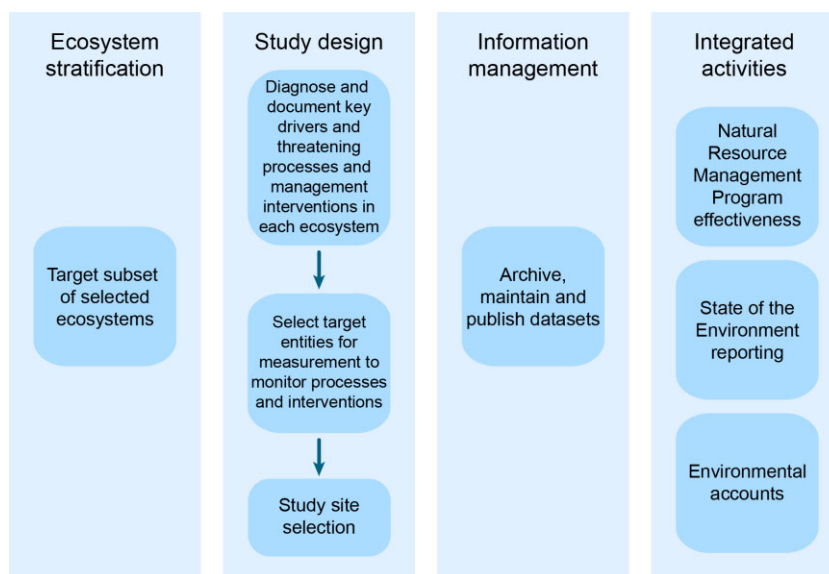 Ecosystem
stratification
Target subset
of selected
ecosystems
Study design
Diagnose and
document key
drivers and
threatening
processes and
management
interventions in
each ecosystem
Select target
entities for
measurement to
monitor processes
and interventions
Study site
selection
Information
management
Archive,
maintain and
publish datasets
Integrated
activities
Natural
Resource
Management
Program
effectiveness
State of the
Environment
reporting
Environmental
accounts